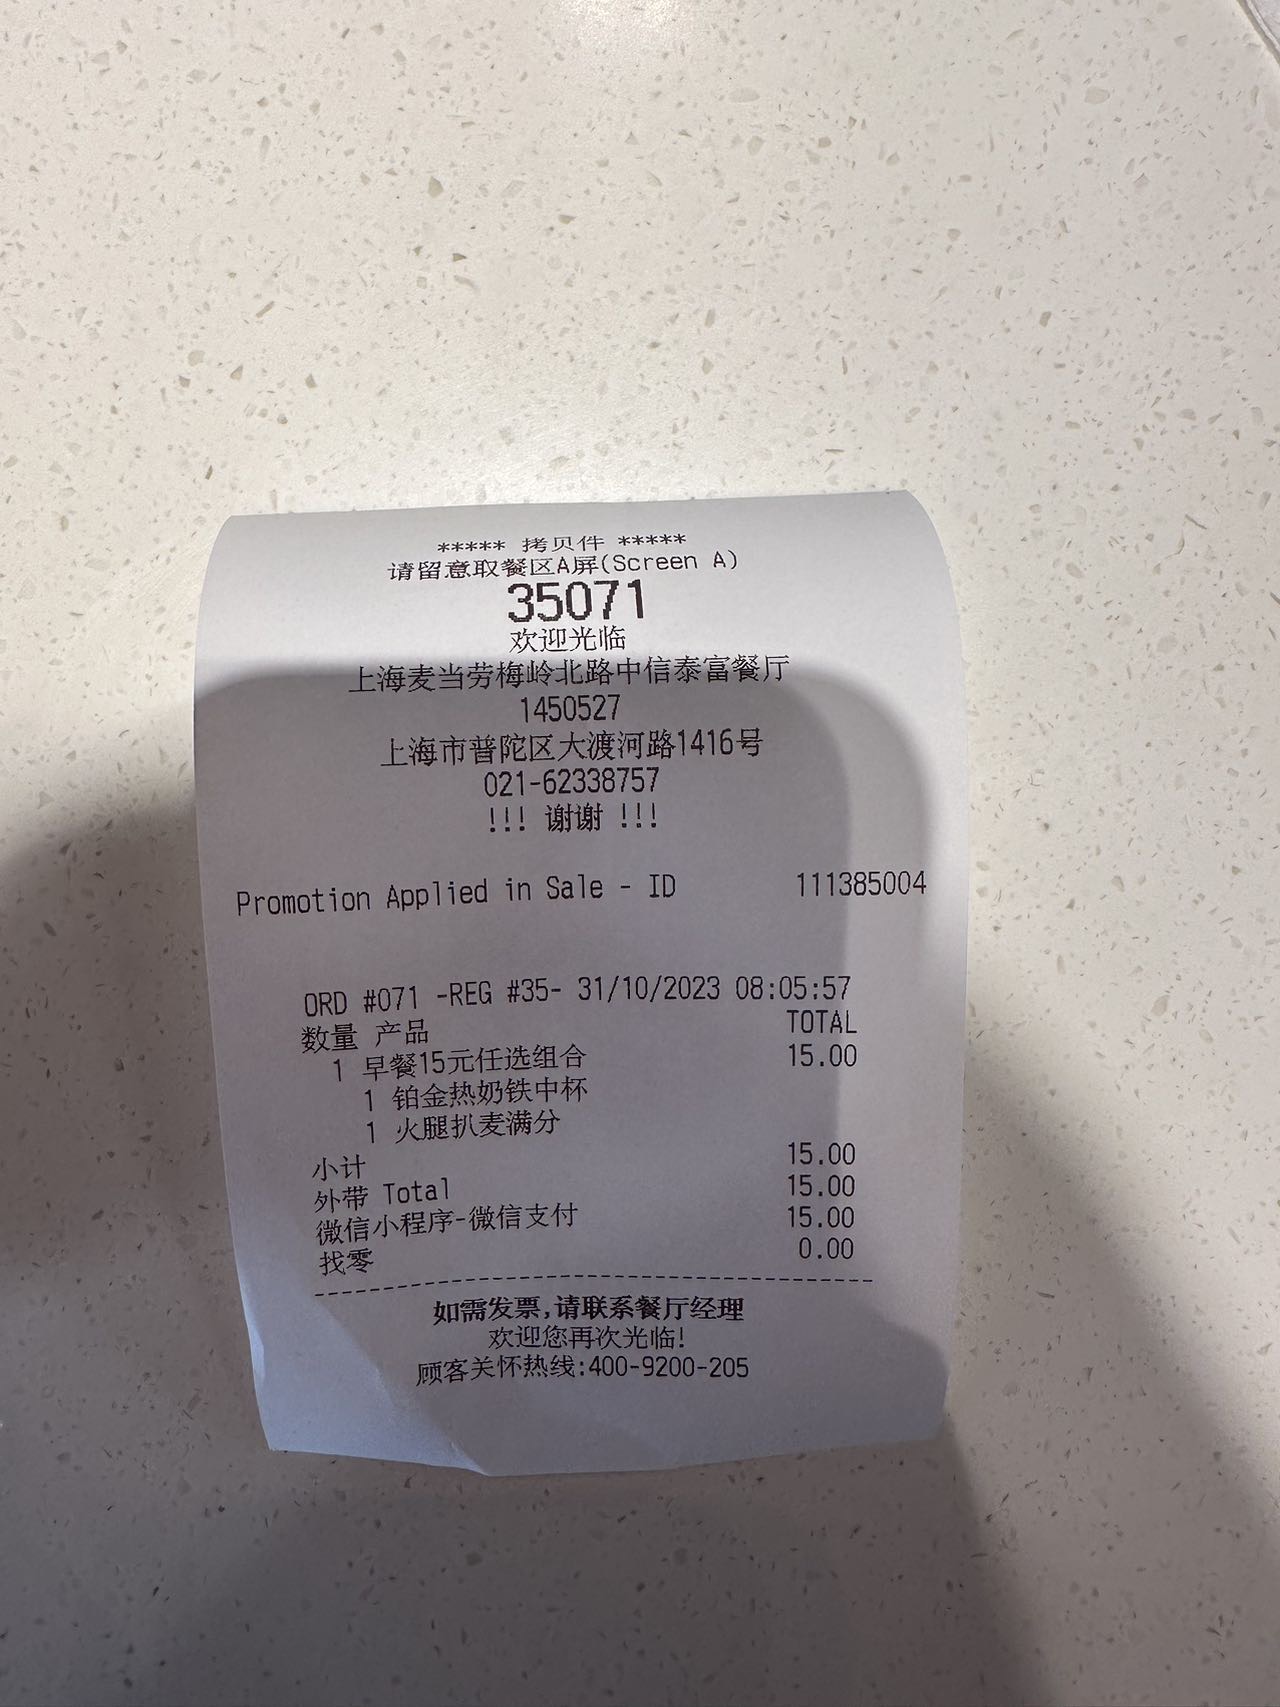 ***** 拷贝件 *****
请留意取餐区A屏(Screen A)
35071
欢迎光临
上海麦当劳梅岭北路中信泰富餐厅
1450527
上海市普陀区大渡河路1416号
021-62338757
!!! 谢谢 !!!
Promotion Applied in Sale - ID 111385004
ORD #071 -REG #35- 31/10/2023 08:05:57
数量 产品 TOTAL
1 早餐15元任选组合 15.00
1 铂金热奶铁中杯
1 火腿扒麦满分
小计 15.00
外带 Total 15.00
微信小程序-微信支付 15.00
找零 0.00
如需发票,请联系餐厅经理
欢迎您再次光临!
顾客关怀热线:400-9200-205